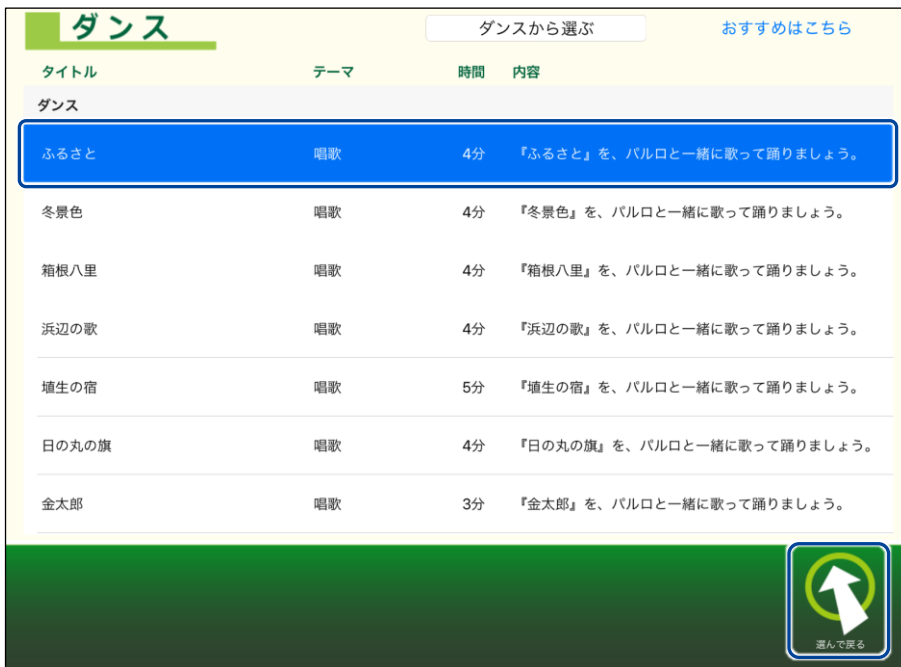 ダンス ダンスから選ぶ おすすめはこちら
タイトル テーマ 時間 内容
ダンス
ふるさと 唱歌 4分 『ふるさと』を、パルロと一緒に歌って踊りましょう。
冬景色 唱歌 4分 『冬景色』を、パルロと一緒に歌って踊りましょう。
箱根八里 唱歌 4分 『箱根八里』を、パルロと一緒に歌って踊りましょう。
浜辺の歌 唱歌 4分 『浜辺の歌』を、パルロと一緒に歌って踊りましょう。
埴生の宿 唱歌 5分 『埴生の宿』を、パルロと一緒に歌って踊りましょう。
日の丸の旗 唱歌 4分 『日の丸の旗』を、パルロと一緒に歌って踊りましょう。
金太郎 唱歌 3分 『金太郎』を、パルロと一緒に歌って踊りましょう。
選んで戻る